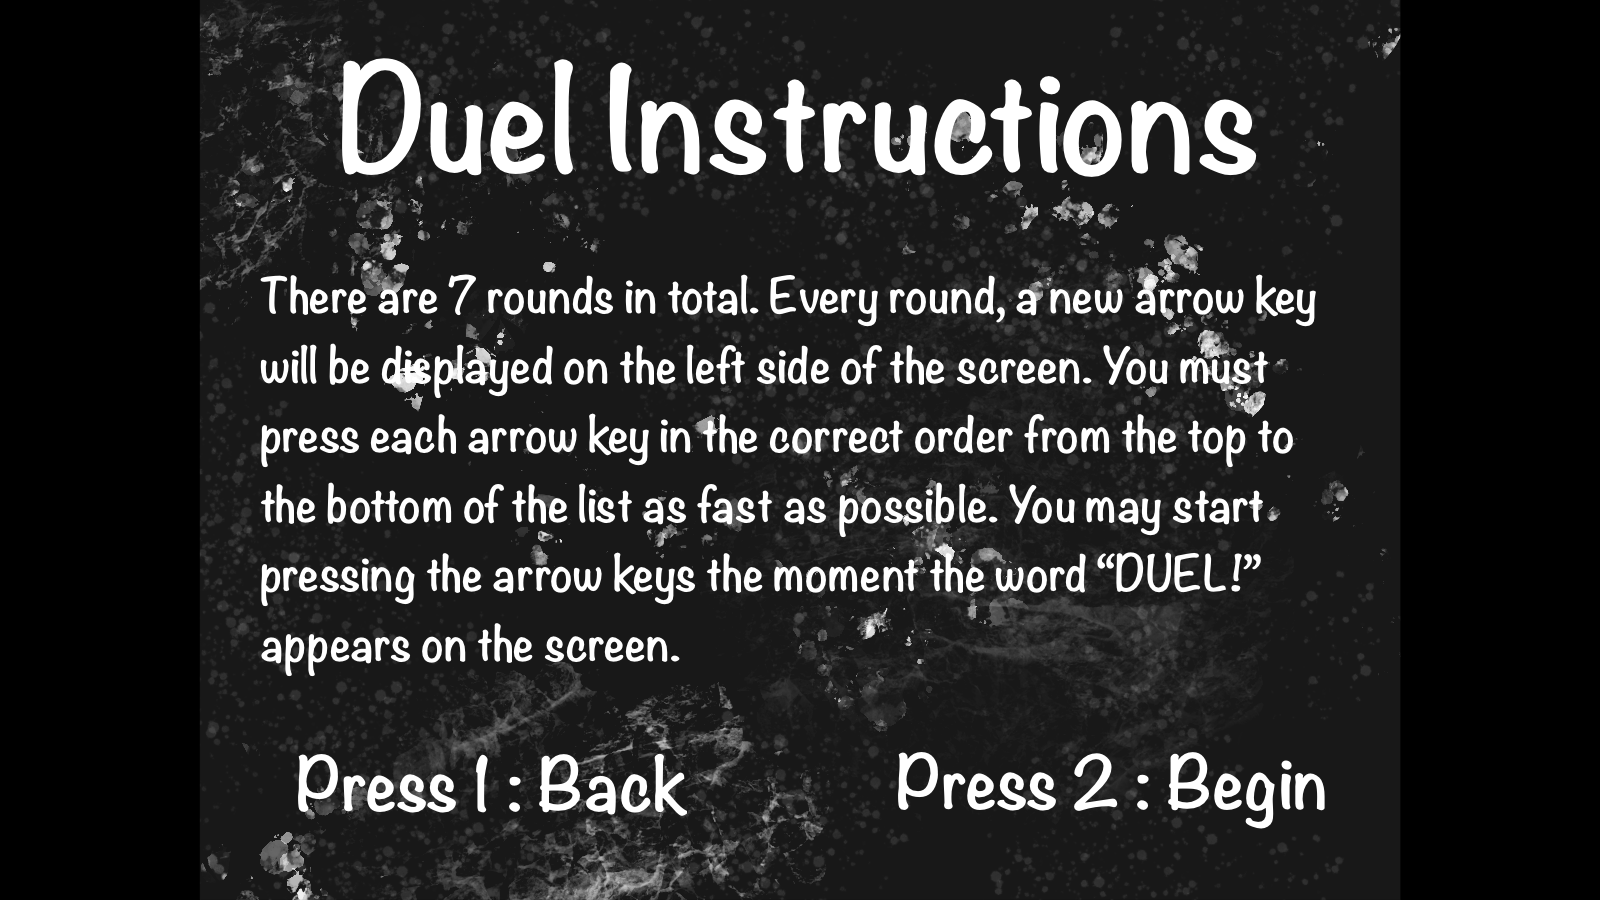 Duel Instructions
There are 7 rounds in total. Every round, a new arrow key
will be displayed on the left side of the screen. You must
press each arrow key in the correct order from the top to
the bottom of the list as fast as possible. You may start
pressing the arrow keys the moment the word “DUEL!”
appears on the screen.
Press 1 : Back
Press 2 : Begin